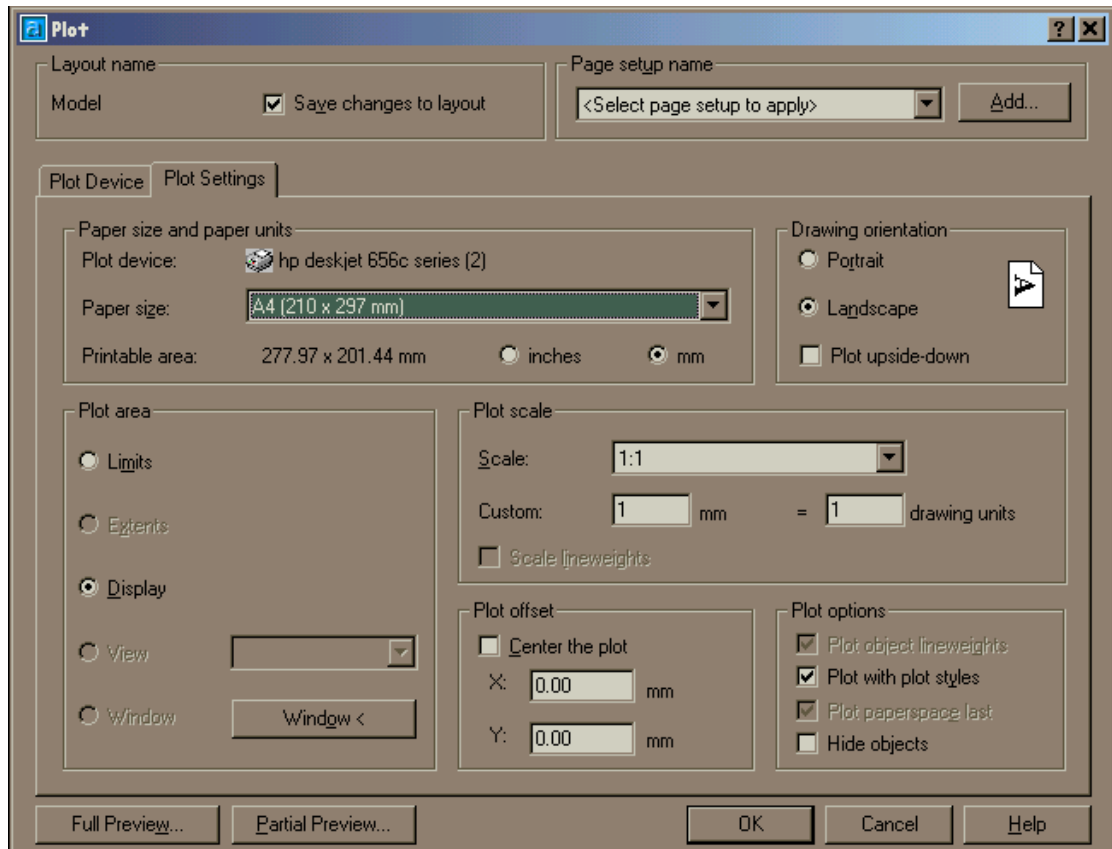 Plot
Layout name
Model
Save changes to layout
Page setup name
<Select page setup to apply>
Add...
Plot Device
Plot Settings
Paper size and paper units
Plot device:
hp deskjet 656c series (2)
Paper size:
A4 (210 x 297 mm)
Printable area:
277.97 x 201.44 mm
inches
mm
Drawing orientation
Portrait
A
Landscape
Plot upside-down
Plot area
Limits
Extents
Display
View
Window
Window <
Plot scale
Scale:
1:1
Custom:
1
mm
=
1
drawing units
Scale lineweights
Plot offset
Center the plot
X:
0.00
mm
Y:
0.00
mm
Plot options
Plot object lineweights
Plot with plot styles
Plot paperspace last
Hide objects
Full Preview...
Partial Preview...
OK
Cancel
Help